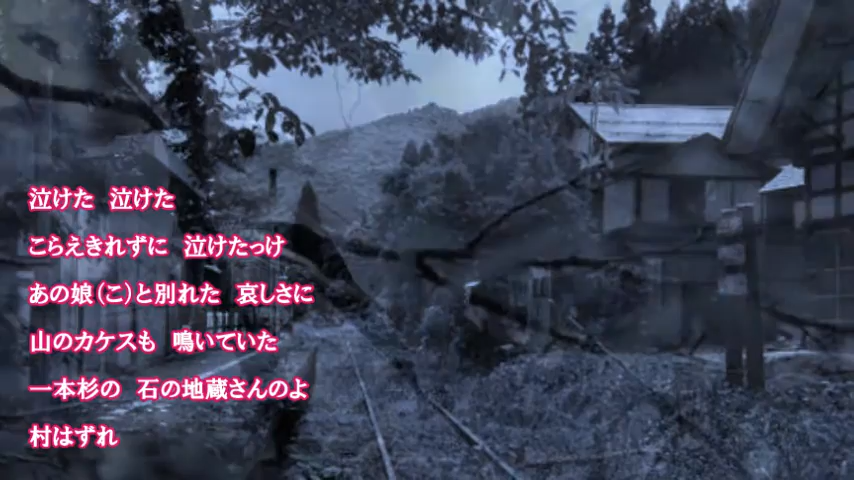 泣けた　泣けた
こらえきれずに　泣けたっけ
あの娘(こ)と別れた　哀しさに
山のカケスも　鳴いていた
一本杉の　石の地蔵さんのよ
村はずれ